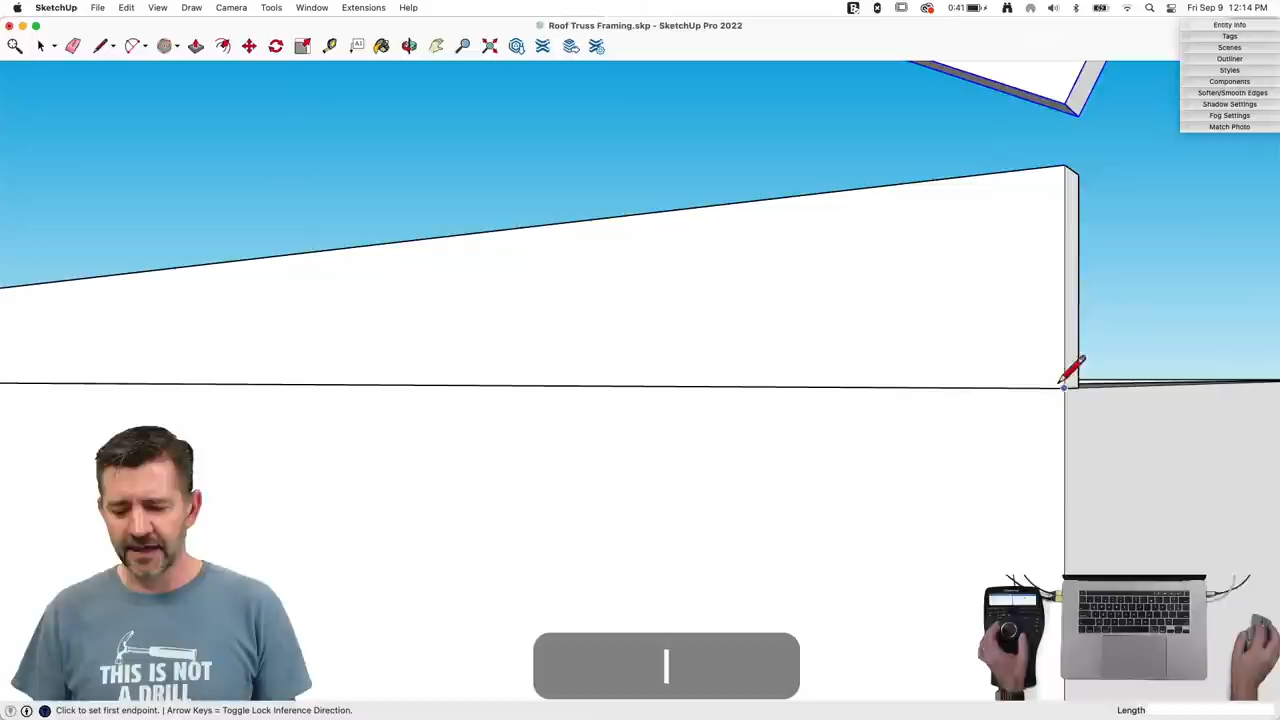 SketchUp File Edit View Draw Camera Tools Window Extensions Help
0:41 Fri Sep 9 12:14 PM
Roof Truss Framing.skp - SketchUp Pro 2022
Entity Info
Tags
Scenes
Outliner
Styles
Components
Soften/Smooth Edges
Shadow Settings
Fog Settings
Match Photo
THIS IS NOT
A DRILL
l
Click to set first endpoint. | Arrow Keys = Toggle Lock Inference Direction.
Length